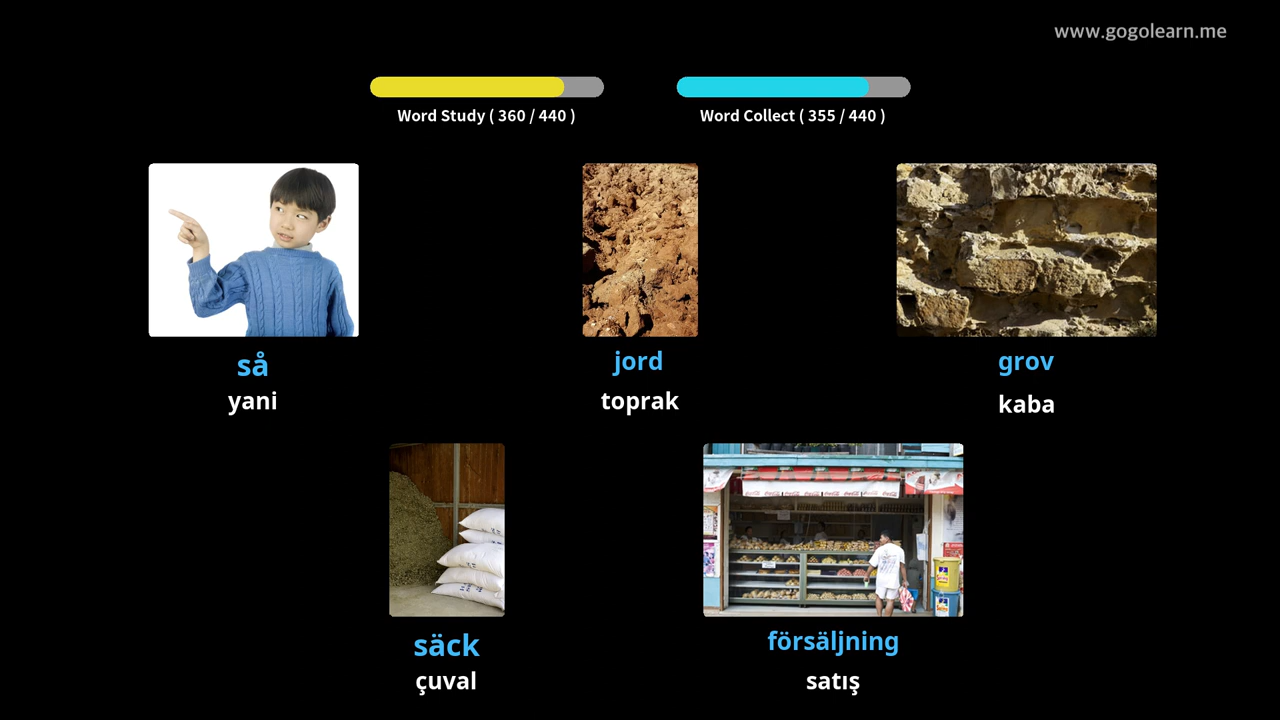 www.gogolearn.me
Word Study ( 360 / 440 )
Word Collect ( 355 / 440 )
så
yani
jord
toprak
grov
kaba
säck
çuval
försäljning
satış